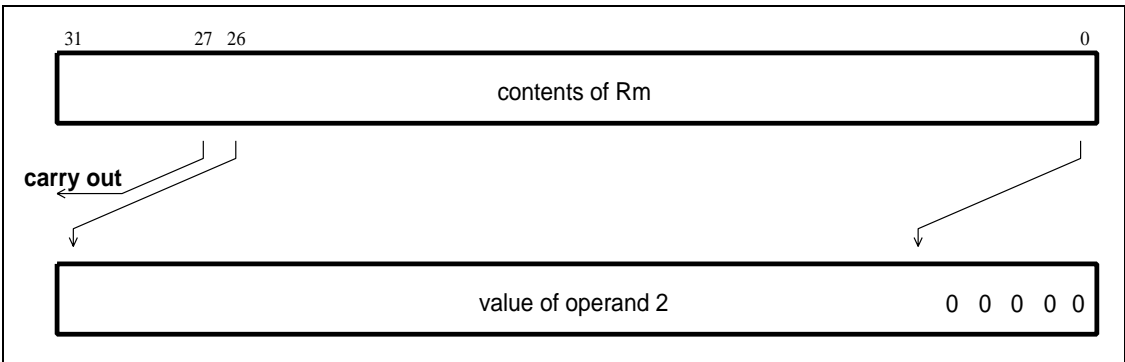 31 27 26 0
contents of Rm
carry out
value of operand 2 0 0 0 0 0